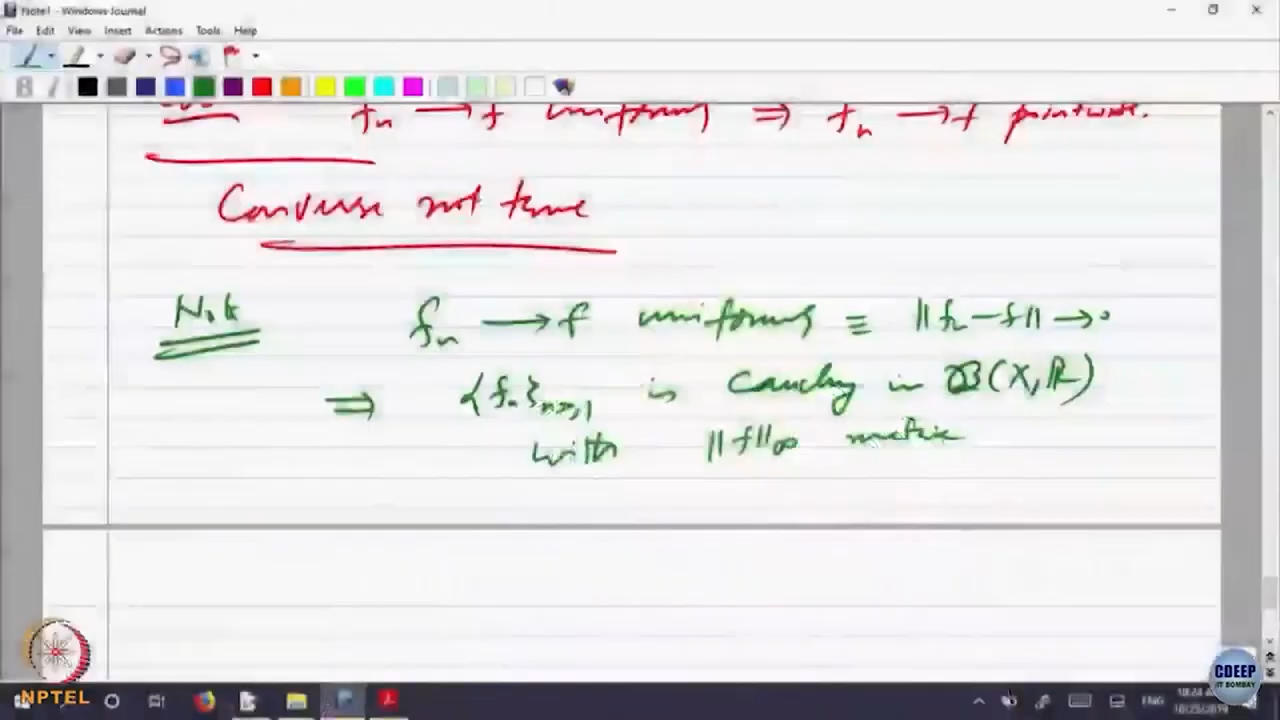 Note1 - Windows Journal
File Edit View Insert Actions Tools Help
fn → f uniformly ⇒ fn → f pointwise.
Converse not true
Note fn → f uniformly ≡ ||fn - f|| → 0
⇒ {fn}n≥1 is Cauchy in B(X, R)
with ||f||∞ metric
NPTEL
CDEEP
IIT BOMBAY
ENG